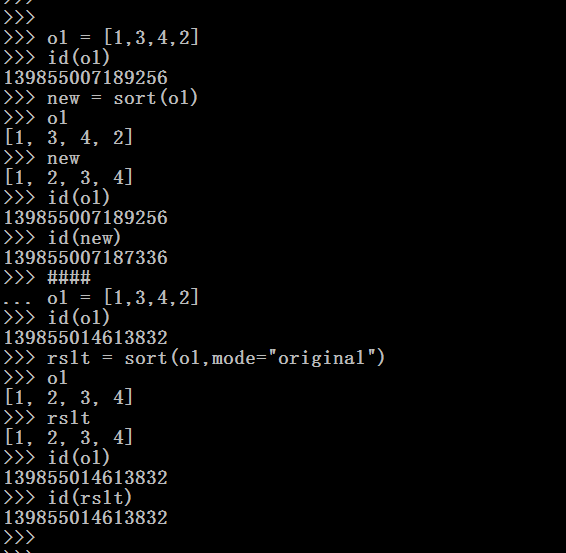 >>>
>>>
>>> ol = [1,3,4,2]
>>> id(ol)
139855007189256
>>> new = sort(ol)
>>> ol
[1, 3, 4, 2]
>>> new
[1, 2, 3, 4]
>>> id(ol)
139855007189256
>>> id(new)
139855007187336
>>> ####
... ol = [1,3,4,2]
>>> id(ol)
139855014613832
>>> rslt = sort(ol,mode="original")
>>> ol
[1, 2, 3, 4]
>>> rslt
[1, 2, 3, 4]
>>> id(ol)
139855014613832
>>> id(rslt)
139855014613832
>>>
>>>